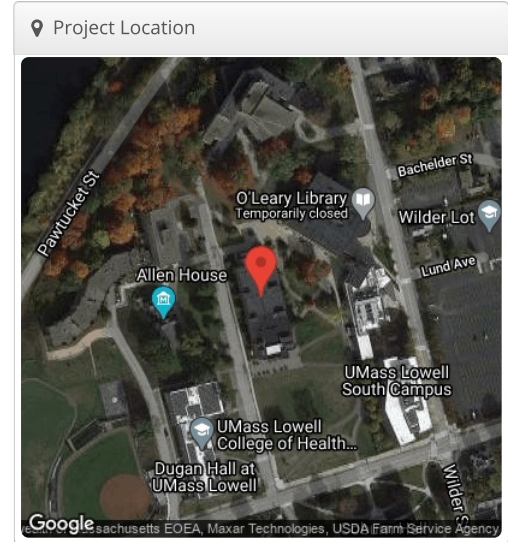 Project Location
Pawtucket St
Bachelder St
O'Leary Library
Temporarily closed
Wilder Lot
Lund Ave
Allen House
UMass Lowell
South Campus
UMass Lowell
College of Health...
Dugan Hall at
UMass Lowell
Wilder S
Google
ssachusetts EOEA, Maxar Technologies, USDA Farm Service Agency